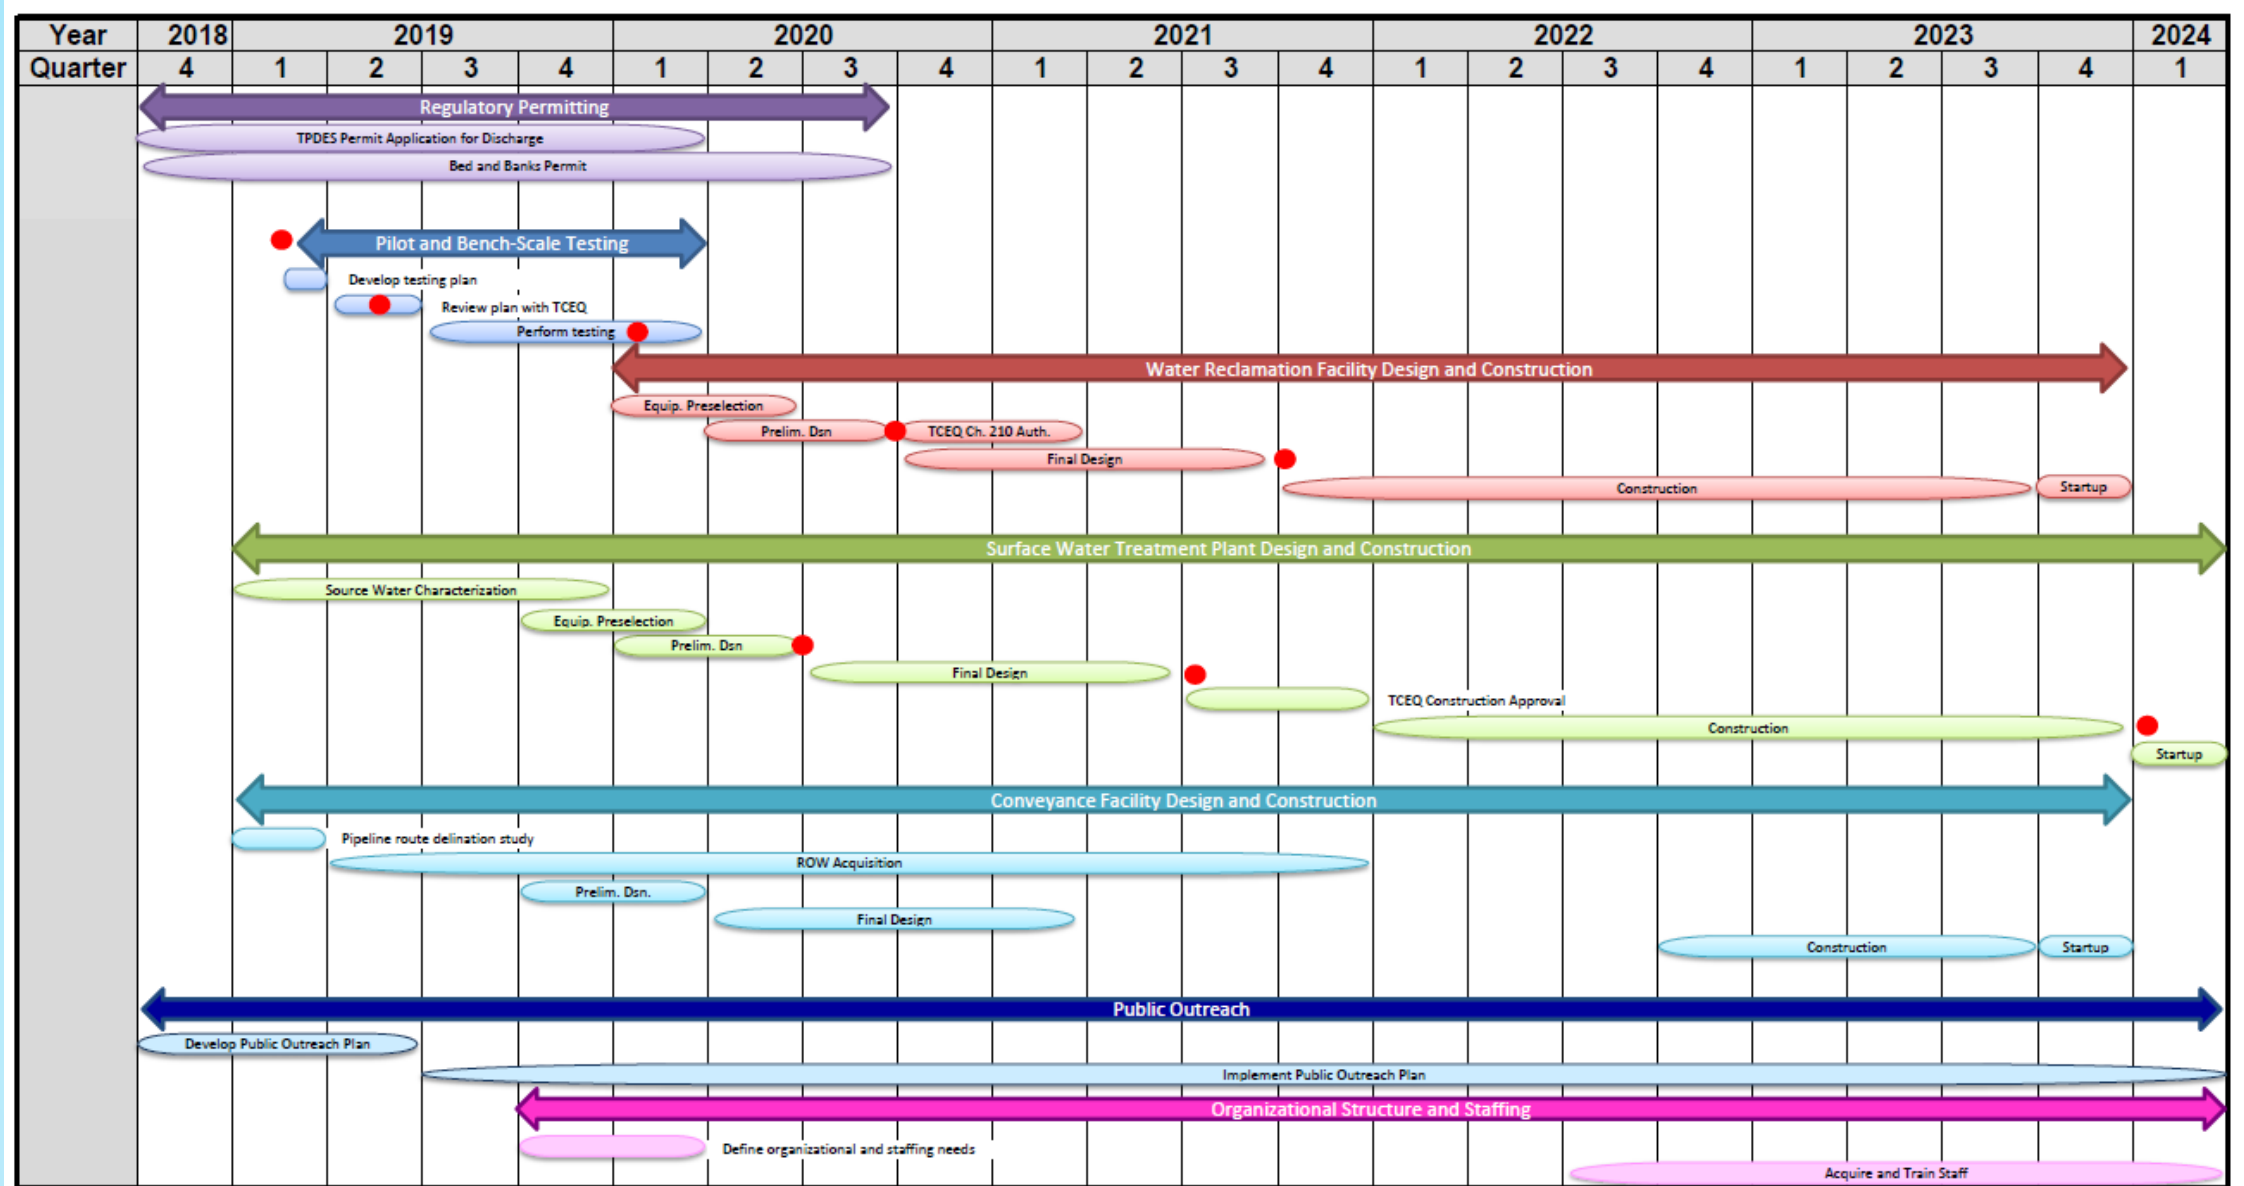 Year 2018 2019 2020 2021 2022 2023 2024
Quarter 4 1 2 3 4 1 2 3 4 1 2 3 4 1 2 3 4 1 2 3 4 1
Regulatory Permitting
TPDES Permit Application for Discharge
Bed and Banks Permit
Pilot and Bench-Scale Testing
Develop testing plan
Review plan with TCEQ
Perform testing
Water Reclamation Facility Design and Construction
Equip. Preselection
Prelim. Dsn TCEQ Ch. 210 Auth.
Final Design
Construction Startup
Surface Water Treatment Plant Design and Construction
Source Water Characterization
Equip. Preselection
Prelim. Dsn
Final Design
TCEQ Construction Approval
Construction
Startup
Conveyance Facility Design and Construction
Pipeline route delination study
ROW Acquisition
Prelim. Dsn.
Final Design
Construction Startup
Public Outreach
Develop Public Outreach Plan
Implement Public Outreach Plan
Organizational Structure and Staffing
Define organizational and staffing needs
Acquire and Train Staff